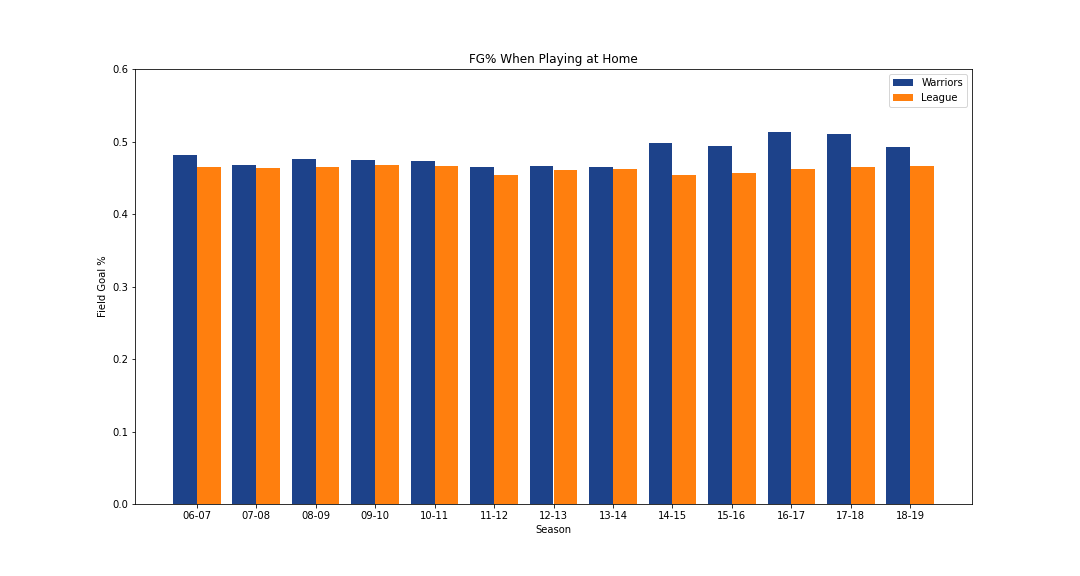 FG% When Playing at Home
Warriors
League
0.6
0.5
0.4
0.3
0.2
0.1
0.0
Field Goal %
06-07 07-08 08-09 09-10 10-11 11-12 12-13 13-14 14-15 15-16 16-17 17-18 18-19
Season